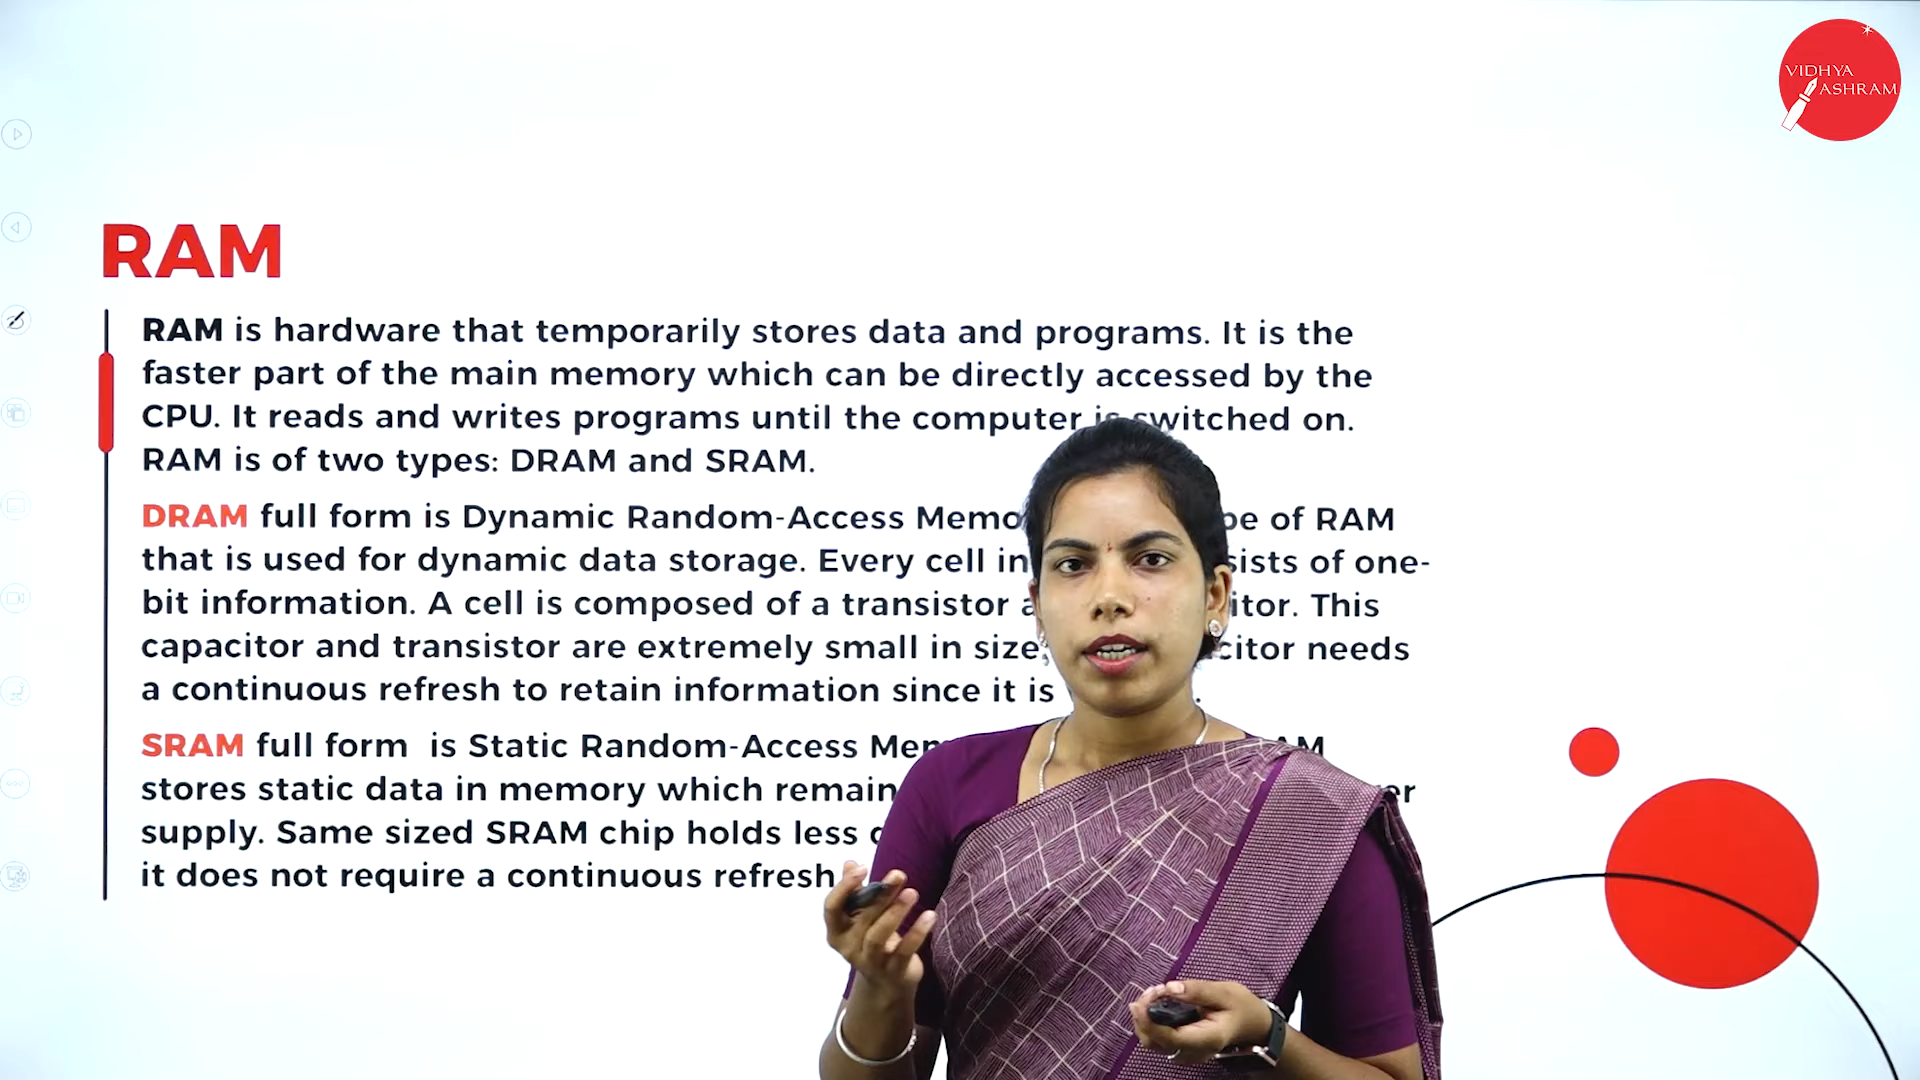 VIDHYA
ASHRAM
RAM
RAM is hardware that temporarily stores data and programs. It is the
faster part of the main memory which can be directly accessed by the
CPU. It reads and writes programs until the computer is switched on.
RAM is of two types: DRAM and SRAM.
DRAM full form is Dynamic Random-Access of RAM
that is used for dynamic data storage. Every cell in of one-
bit information. A cell is composed of a transistor This
capacitor and transistor are extremely small in size needs
a continuous refresh to retain information since it is
SRAM full form is Static Random-Access
stores static data in memory which
supply. Same sized SRAM chip holds less
it does not require a continuous refresh